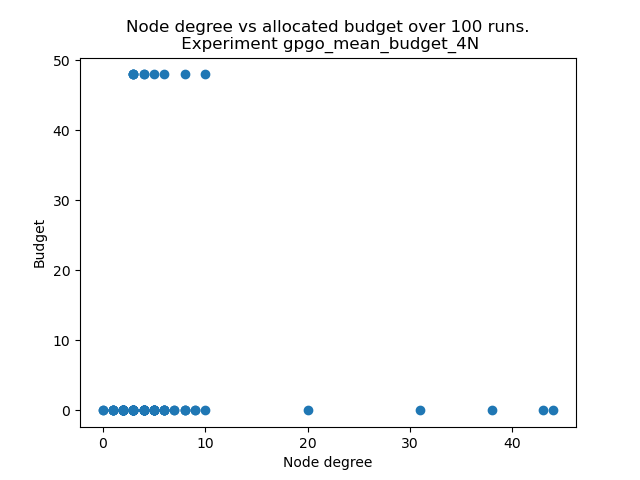 Node degree vs allocated budget over 100 runs.
Experiment gpgo_mean_budget_4N
50
40
30
20
10
0
Budget
0 10 20 30 40
Node degree